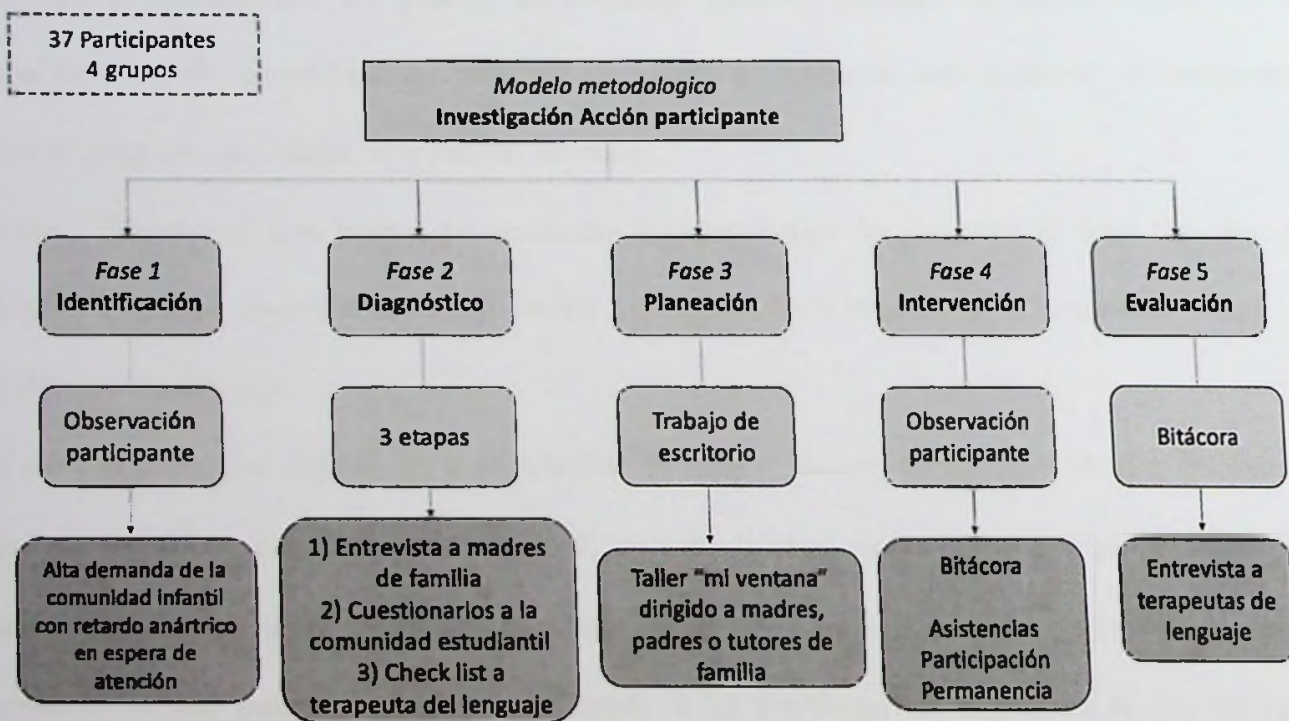 37 Participantes
4 grupos
Modelo metodologico
Investigación Acción participante
Fase 1
Identificación
Fase 2
Diagnóstico
Fase 3
Planeación
Fase 4
Intervención
Fase 5
Evaluación
Observación
participante
3 etapas
Trabajo de
escritorio
Observación
participante
Bitácora
Alta demanda de la
comunidad infantil
con retardo anártrico
en espera de
atención
1) Entrevista a madres
de familia
2) Cuestionarios a la
comunidad estudiantil
3) Check list a
terapeuta del lenguaje
Taller "mi ventana"
dirigido a madres,
padres o tutores de
familia
Bitácora
Asistencias
Participación
Permanencia
Entrevista a
terapeutas de
lenguaje